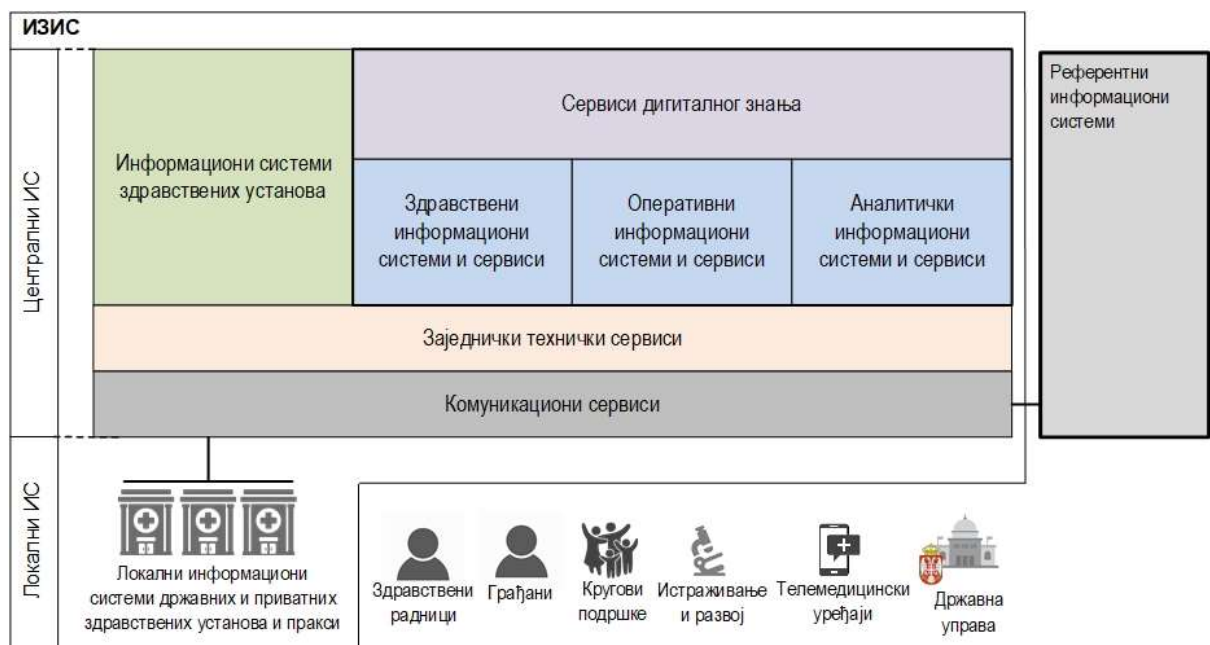 ИЗИС
Централни ИС
Информациони системи
здравствених установа
Сервиси дигиталног знања
Здравствени
информациони
системи и сервиси
Оперативни
информациони
системи и сервиси
Аналитички
информациони
системи и сервиси
Заједнички технички сервиси
Комуникациони сервиси
Референтни
информациони
системи
Локални ИС
Локални информациони
системи државних и приватних
здравствених установа и пракси
Здравствени
радници
Грађани
Кругови
подршке
Истраживање
и развој
Телемедицински
уређаји
Државна
управа